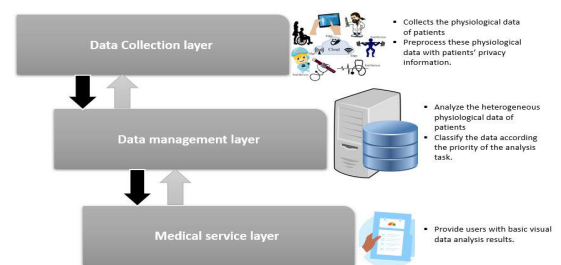 Data Collection layer
Cloud
Edge
• Collects the physiological data
of patients
• Preprocess these physiological
data with patients' privacy
information.
Data management layer
• Analyze the heterogeneous
physiological data of
patients
• Classify the data according
the priority of the analysis
task.
Medical service layer
• Provide users with basic visual
data analysis results.